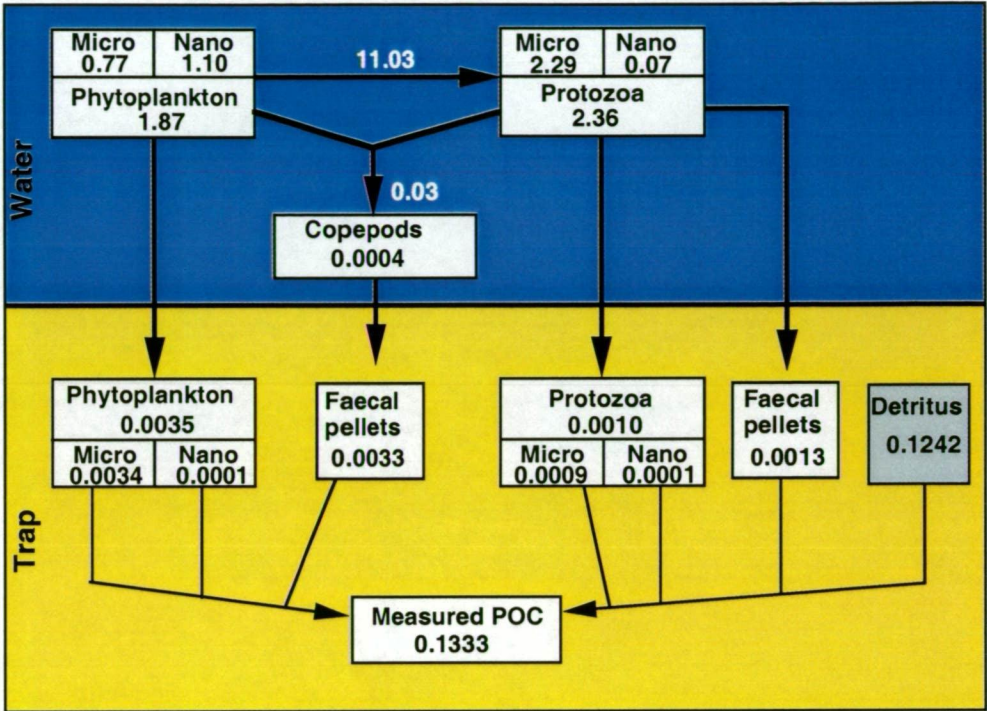 Water
Micro
0.77
Nano
1.10
Phytoplankton
1.87
11.03
Micro
2.29
Nano
0.07
Protozoa
2.36
0.03
Copepods
0.0004
Trap
Phytoplankton
0.0035
Micro
0.0034
Nano
0.0001
Faecal
pellets
0.0033
Protozoa
0.0010
Micro
0.0009
Nano
0.0001
Faecal
pellets
0.0013
Detritus
0.1242
Measured POC
0.1333